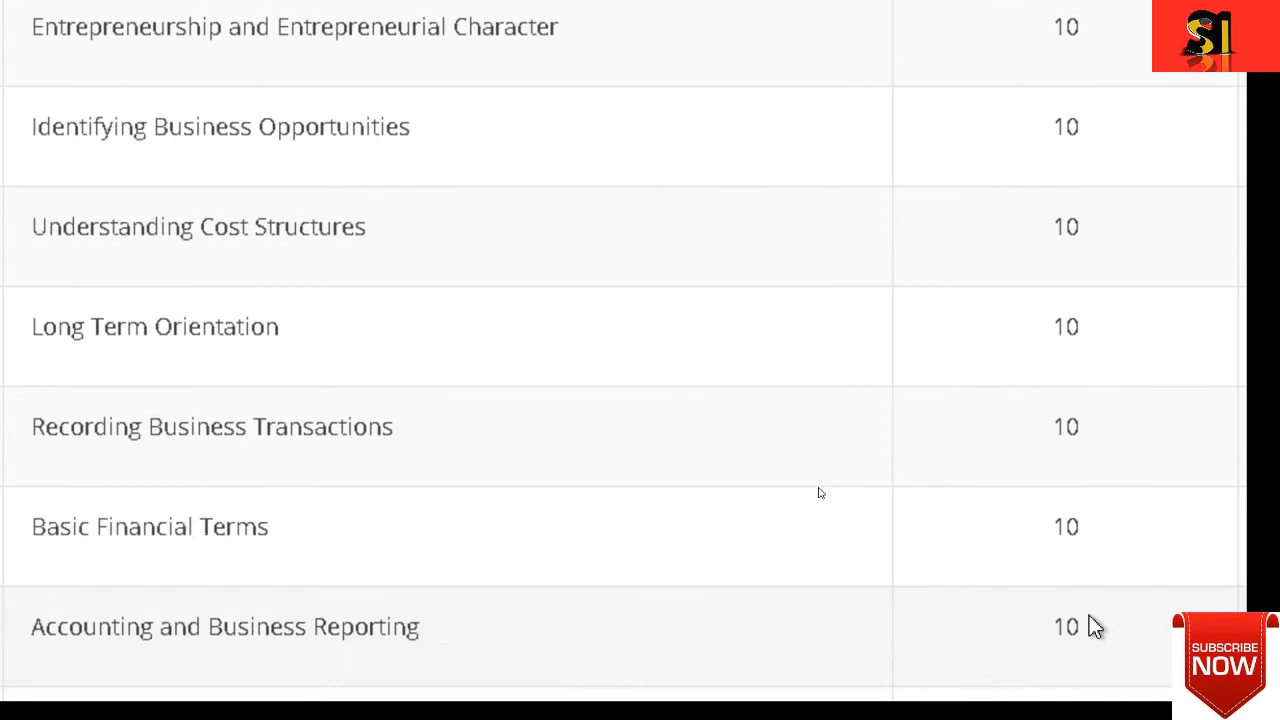 Entrepreneurship and Entrepreneurial Character 10
Identifying Business Opportunities 10
Understanding Cost Structures 10
Long Term Orientation 10
Recording Business Transactions 10
Basic Financial Terms 10
Accounting and Business Reporting 10
SI
SUBSCRIBE
NOW